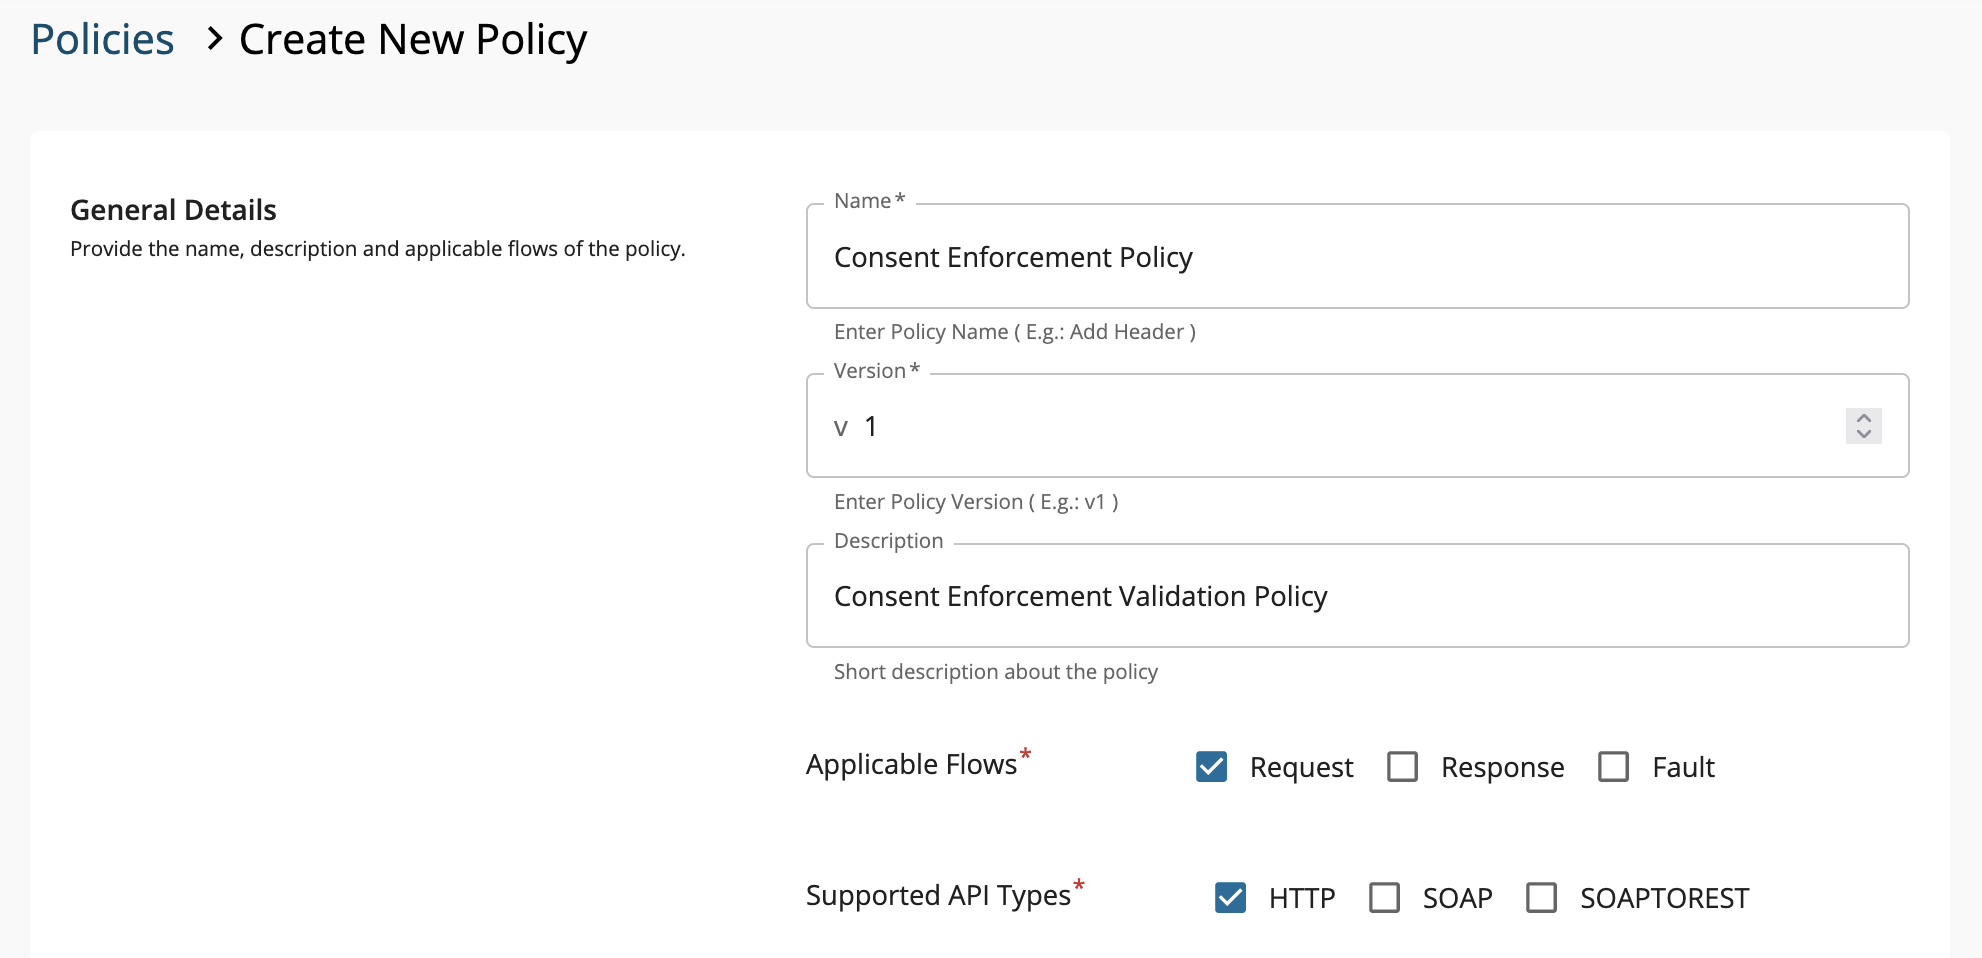 Policies > Create New Policy
General Details
Provide the name, description and applicable flows of the policy.
Name*
Consent Enforcement Policy
Enter Policy Name ( E.g.: Add Header )
Version*
v 1
Enter Policy Version ( E.g.: v1 )
Description
Consent Enforcement Validation Policy
Short description about the policy
Applicable Flows* Request Response Fault
Supported API Types* HTTP SOAP SOAPTOREST